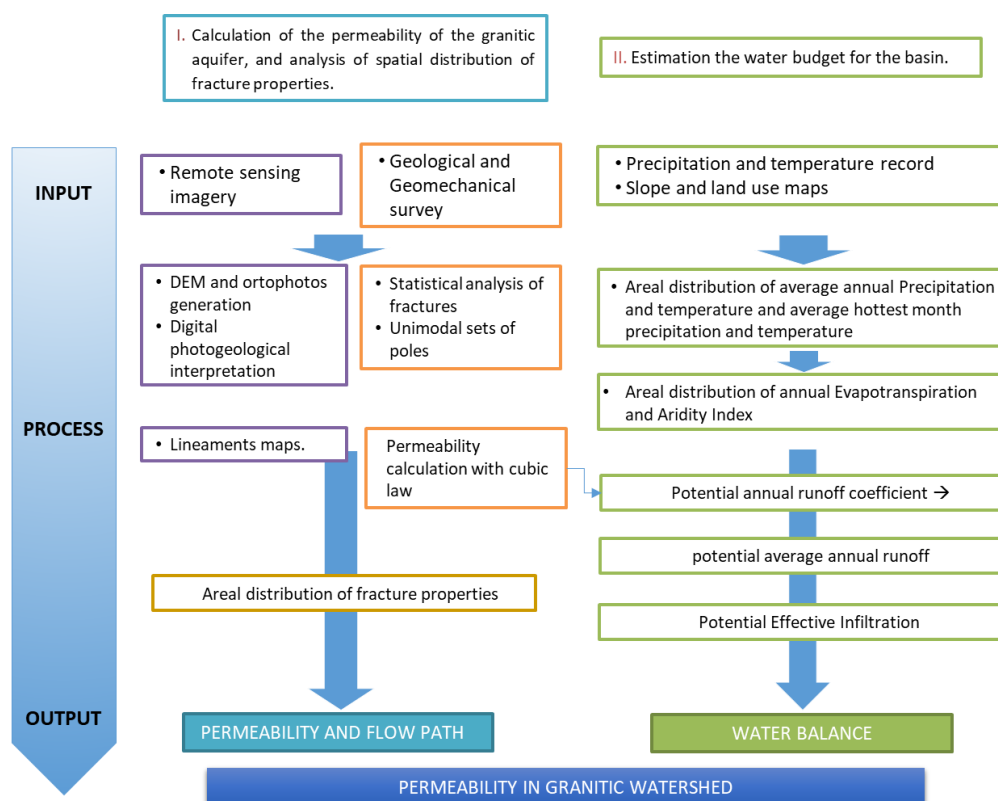 I. Calculation of the permeability of the granitic
aquifer, and analysis of spatial distribution of
fracture properties.
II. Estimation the water budget for the basin.
INPUT
• Remote sensing
imagery
• Geological and
Geomechanical
survey
• Precipitation and temperature record
• Slope and land use maps
• DEM and ortophotos
generation
• Digital
photogeological
interpretation
• Statistical analysis of
fractures
• Unimodal sets of
poles
• Areal distribution of average annual Precipitation
and temperature and average hottest month
precipitation and temperature
• Areal distribution of annual Evapotranspiration
and Aridity Index
PROCESS
• Lineaments maps.
Permeability
calculation with cubic
law
Potential annual runoff coefficient →
potential average annual runoff
Areal distribution of fracture properties
Potential Effective Infiltration
OUTPUT
PERMEABILITY AND FLOW PATH
WATER BALANCE
PERMEABILITY IN GRANITIC WATERSHED